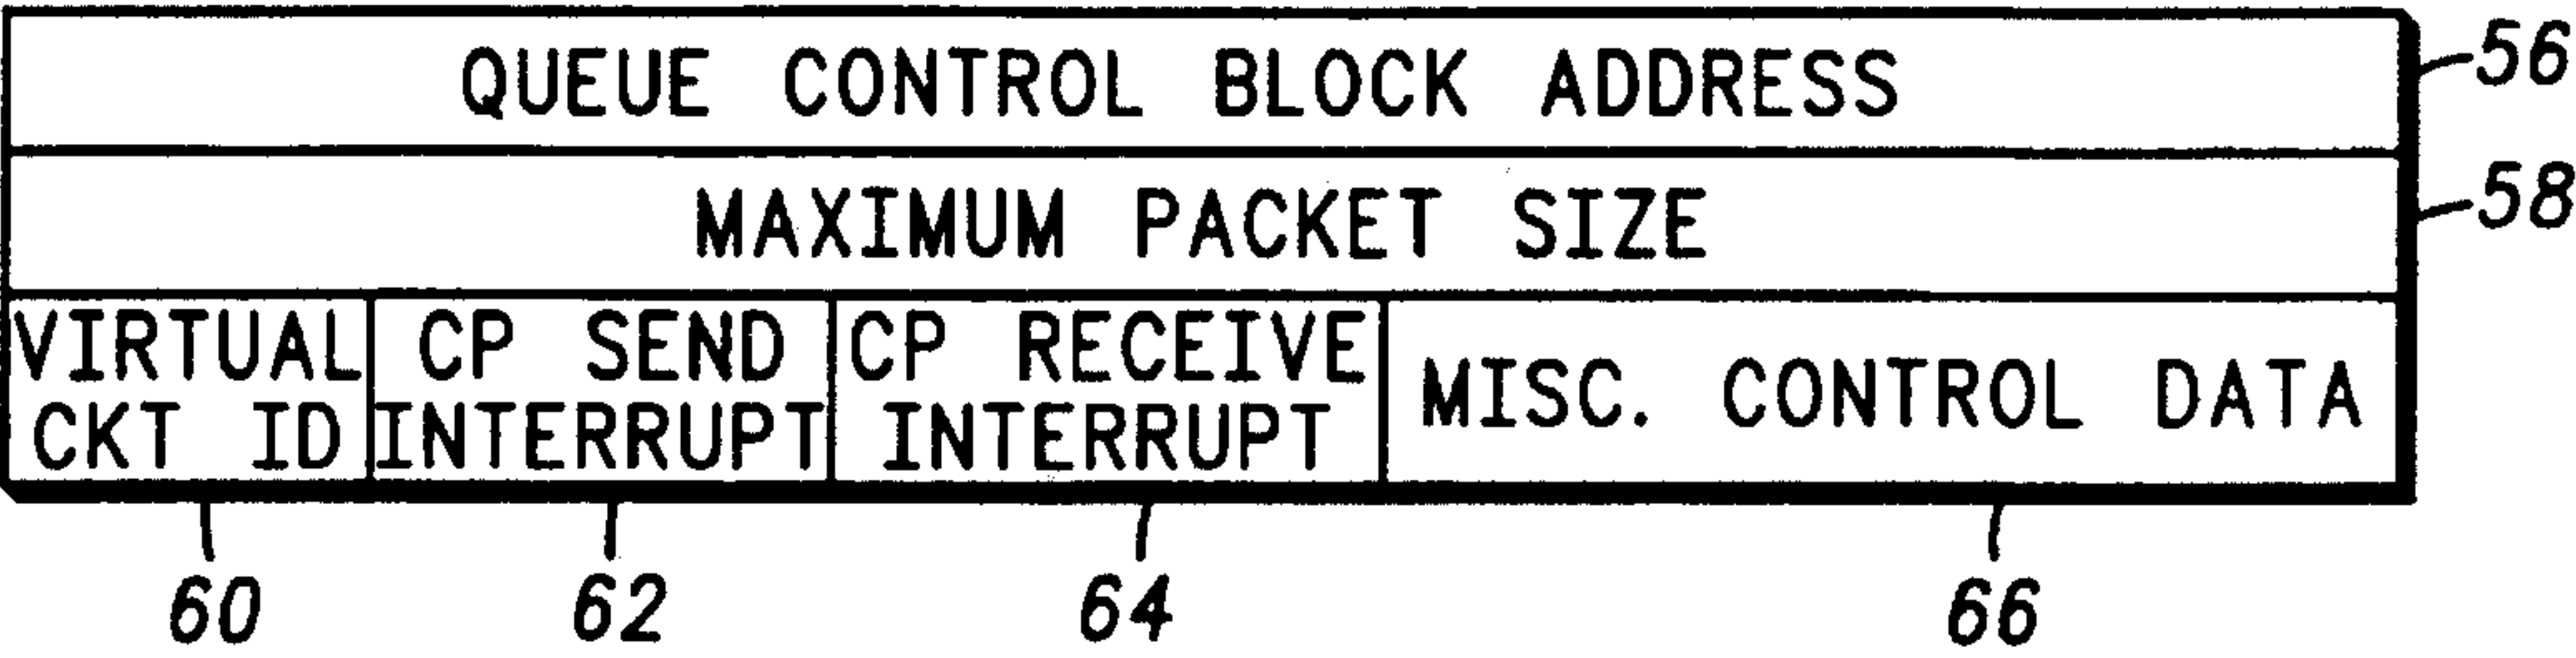 QUEUE CONTROL BLOCK ADDRESS 56
MAXIMUM PACKET SIZE 58
VIRTUAL CP SEND CP RECEIVE MISC. CONTROL DATA
CKT ID INTERRUPT INTERRUPT
60 62 64 66